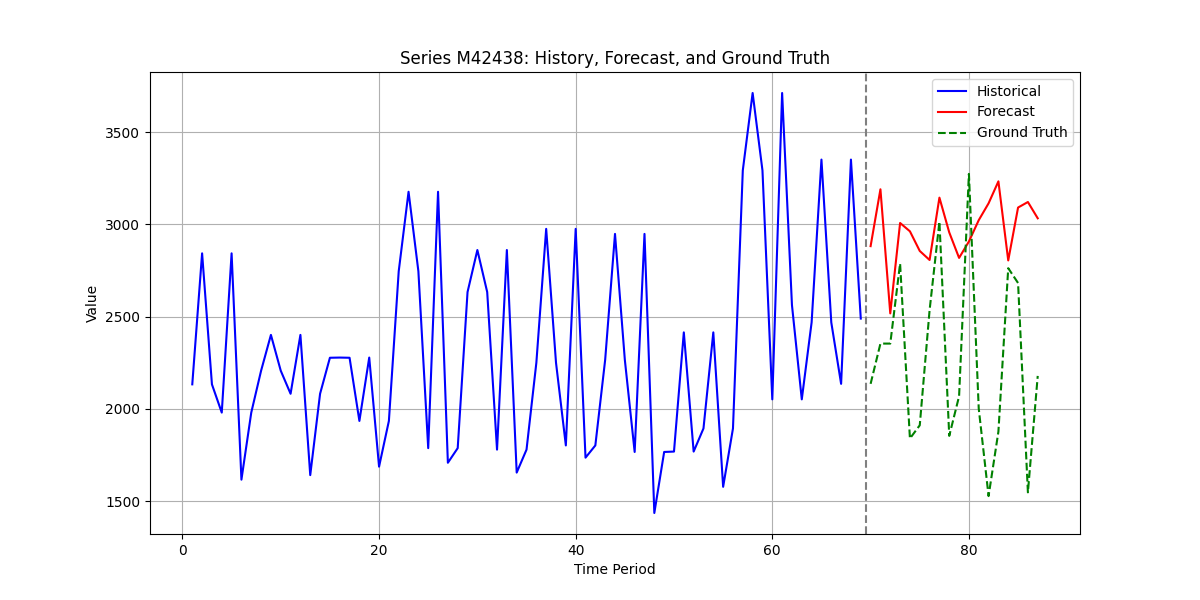 Series M42438: History, Forecast, and Ground Truth
Historical
Forecast
Ground Truth
Value
3500
3000
2500
2000
1500
0
20
40
60
80
Time Period